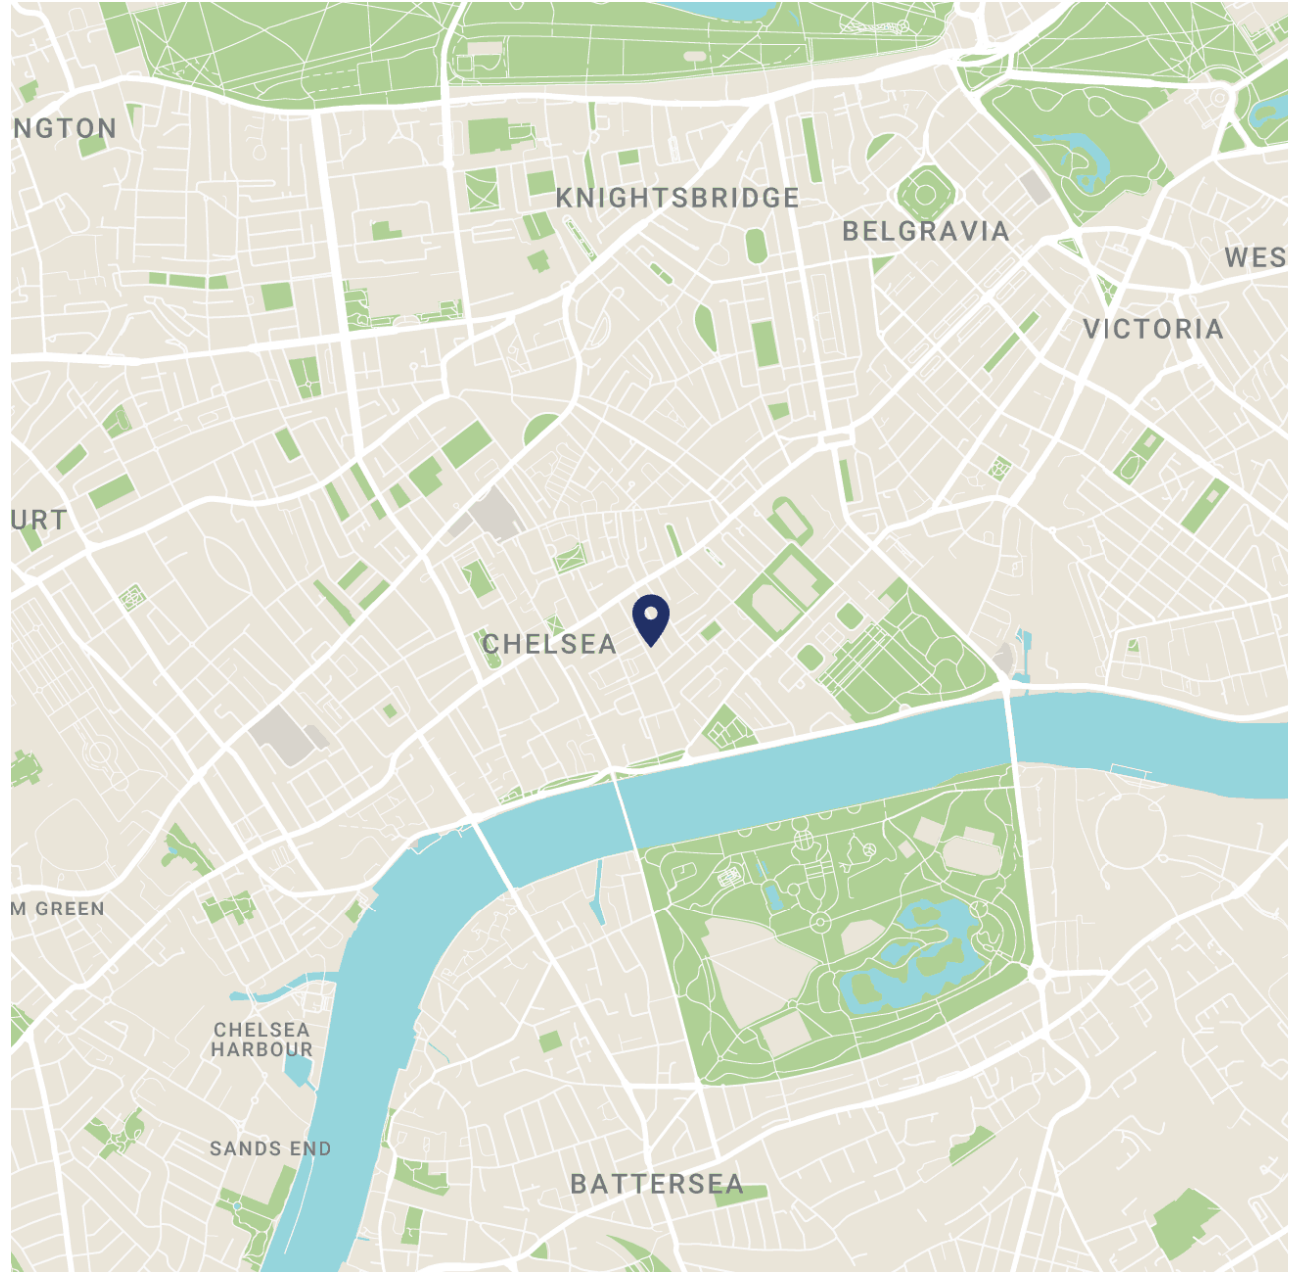 NGTON
KNIGHTSBRIDGE
BELGRAVIA
WES
VICTORIA
URT
CHELSEA
M GREEN
CHELSEA
HARBOUR
SANDS END
BATTERSEA